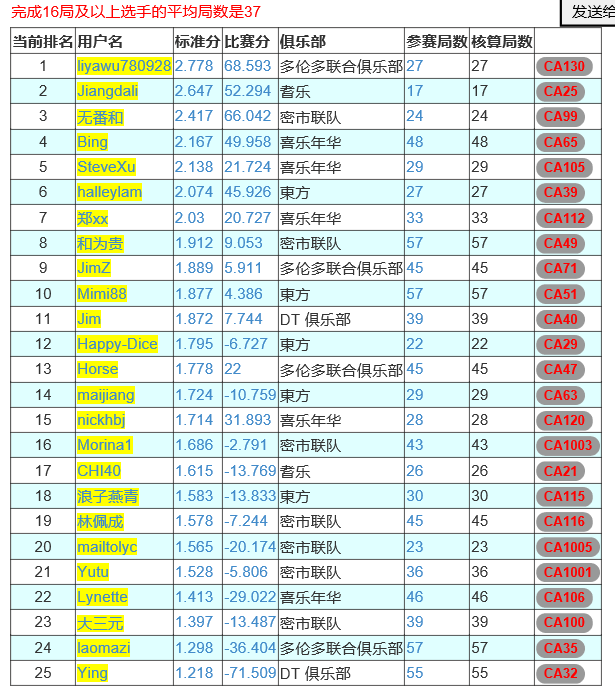 完成16局及以上选手的平均局数是37
发送给
当前排名 用户名 标准分 比赛分 俱乐部 参赛局数 核算局数
1 liyawu780928 2.778 68.593 多伦多联合俱乐部 27 27 CA130
2 Jiangdali 2.647 52.294 耆乐 17 17 CA25
3 无番和 2.417 66.042 密市联队 24 24 CA99
4 Bing 2.167 49.958 喜乐年华 48 48 CA65
5 SteveXu 2.138 21.724 喜乐年华 29 29 CA105
6 halleylam 2.074 45.926 東方 27 27 CA39
7 郑xx 2.03 20.727 喜乐年华 33 33 CA112
8 和为贵 1.912 9.053 密市联队 57 57 CA49
9 JimZ 1.889 5.911 多伦多联合俱乐部 45 45 CA71
10 Mimi88 1.877 4.386 東方 57 57 CA51
11 Jim 1.872 7.744 DT 俱乐部 39 39 CA40
12 Happy-Dice 1.795 -6.727 東方 22 22 CA29
13 Horse 1.778 22 多伦多联合俱乐部 45 45 CA47
14 maijiang 1.724 -10.759 東方 29 29 CA63
15 nickhbj 1.714 31.893 喜乐年华 28 28 CA120
16 Morina1 1.686 -2.791 密市联队 43 43 CA1003
17 CHI40 1.615 -13.769 耆乐 26 26 CA21
18 浪子燕青 1.583 -13.833 東方 30 30 CA115
19 林佩成 1.578 -7.244 密市联队 45 45 CA116
20 mailtolyc 1.565 -20.174 密市联队 23 23 CA1005
21 Yutu 1.528 -5.806 密市联队 36 36 CA1001
22 Lynette 1.413 -29.022 喜乐年华 46 46 CA106
23 大三元 1.397 -13.487 密市联队 39 39 CA100
24 laomazi 1.298 -36.404 多伦多联合俱乐部 57 57 CA35
25 Ying 1.218 -71.509 DT 俱乐部 55 55 CA32